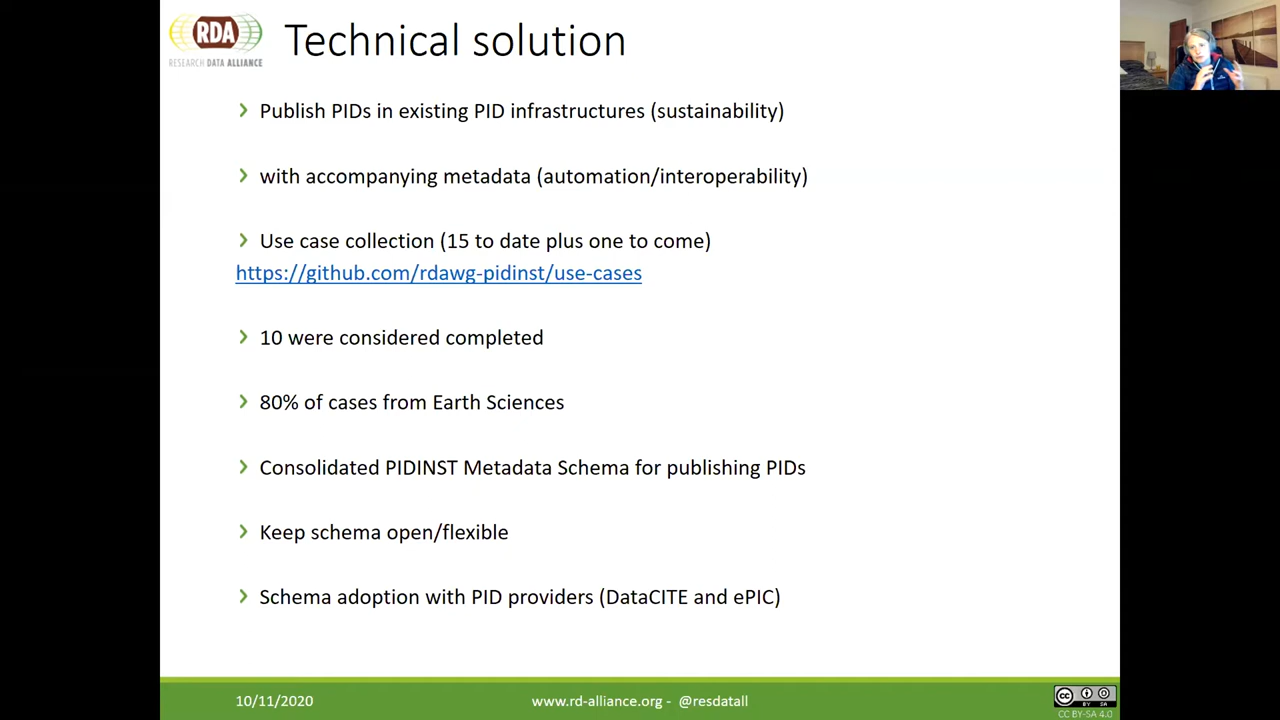 RDA
RESEARCH DATA ALLIANCE
Technical solution
Publish PIDs in existing PID infrastructures (sustainability)
with accompanying metadata (automation/interoperability)
Use case collection (15 to date plus one to come)
https://github.com/rdawg-pidinst/use-cases
10 were considered completed
80% of cases from Earth Sciences
Consolidated PIDINST Metadata Schema for publishing PIDs
Keep schema open/flexible
Schema adoption with PID providers (DataCITE and ePIC)
10/11/2020
www.rd-alliance.org - @resdatall
cc
BY SA
CC BY-SA 4.0